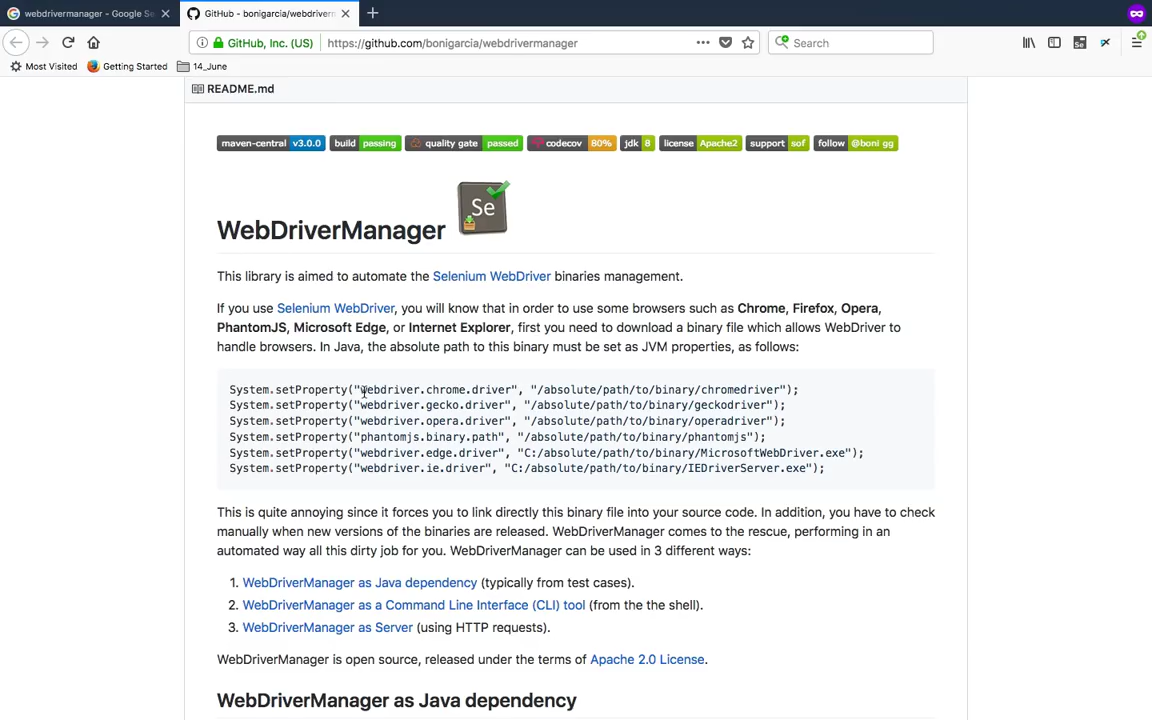 webdrivermanager - Google Se
GitHub - bonigarcia/webdriverm
GitHub, Inc. (US)
https://github.com/bonigarcia/webdrivermanager
Search
Most Visited
Getting Started
14_June
README.md
maven-central v3.0.0 build passing quality gate passed codecov 80% jdk 8 license Apache2 support sof follow @boni gg
Se
WebDriverManager
This library is aimed to automate the Selenium WebDriver binaries management.
If you use Selenium WebDriver, you will know that in order to use some browsers such as Chrome, Firefox, Opera,
PhantomJS, Microsoft Edge, or Internet Explorer, first you need to download a binary file which allows WebDriver to
handle browsers. In Java, the absolute path to this binary must be set as JVM properties, as follows:
System.setProperty("webdriver.chrome.driver", "/absolute/path/to/binary/chromedriver");
System.setProperty("webdriver.gecko.driver", "/absolute/path/to/binary/geckodriver");
System.setProperty("webdriver.opera.driver", "/absolute/path/to/binary/operadriver");
System.setProperty("phantomjs.binary.path", "/absolute/path/to/binary/phantomjs");
System.setProperty("webdriver.edge.driver", "C:/absolute/path/to/binary/MicrosoftWebDriver.exe");
System.setProperty("webdriver.ie.driver", "C:/absolute/path/to/binary/IEDriverServer.exe");
This is quite annoying since it forces you to link directly this binary file into your source code. In addition, you have to check
manually when new versions of the binaries are released. WebDriverManager comes to the rescue, performing in an
automated way all this dirty job for you. WebDriverManager can be used in 3 different ways:
1. WebDriverManager as Java dependency (typically from test cases).
2. WebDriverManager as a Command Line Interface (CLI) tool (from the the shell).
3. WebDriverManager as Server (using HTTP requests).
WebDriverManager is open source, released under the terms of Apache 2.0 License.
WebDriverManager as Java dependency